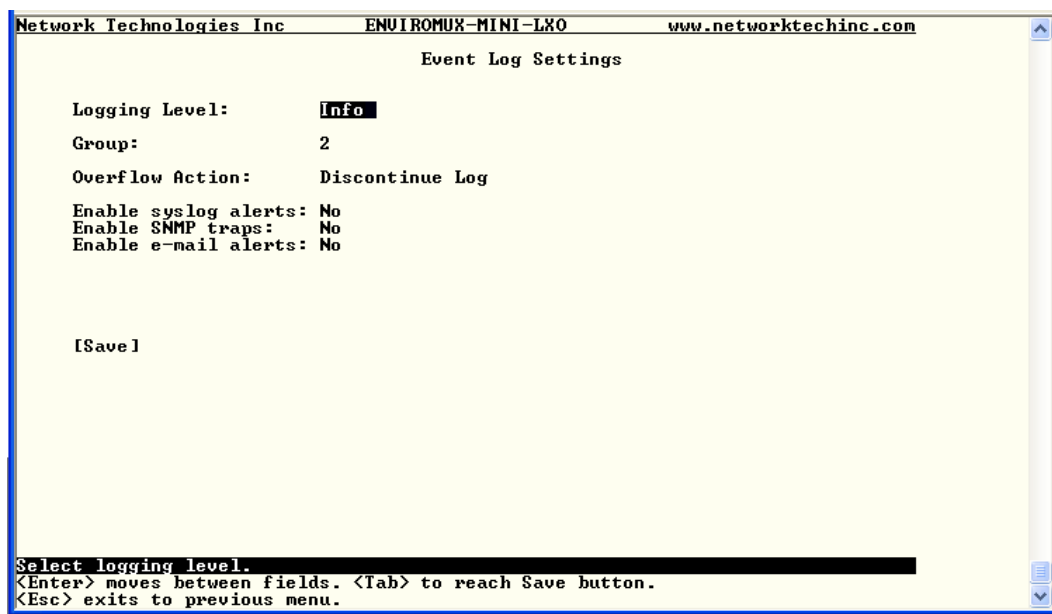 Network Technologies Inc ENVIROMUX-MINI-LXO www.networktechinc.com
Event Log Settings
Logging Level: Info
Group: 2
Overflow Action: Discontinue Log
Enable syslog alerts: No
Enable SNMP traps: No
Enable e-mail alerts: No
[Save]
Select logging level.
<Enter> moves between fields. <Tab> to reach Save button.
<Esc> exits to previous menu.